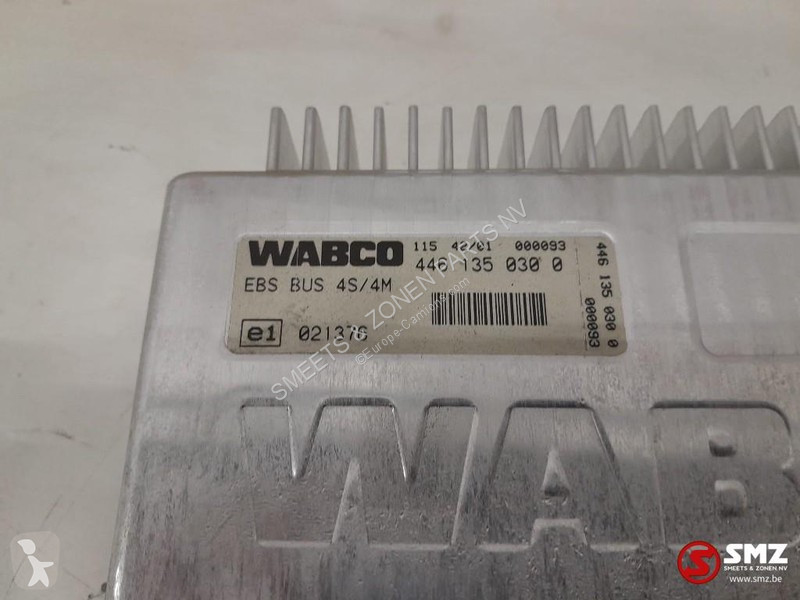 WABCO 115 42/01 000093
446 135 030 0
EBS BUS 4S/4M
e1 021376
446 135 030 0
000093
WAB
SMEETS & ZONEN PARTS NV
©Europe-Camions.com
SMZ
SMEETS & ZONEN NV
smz.be